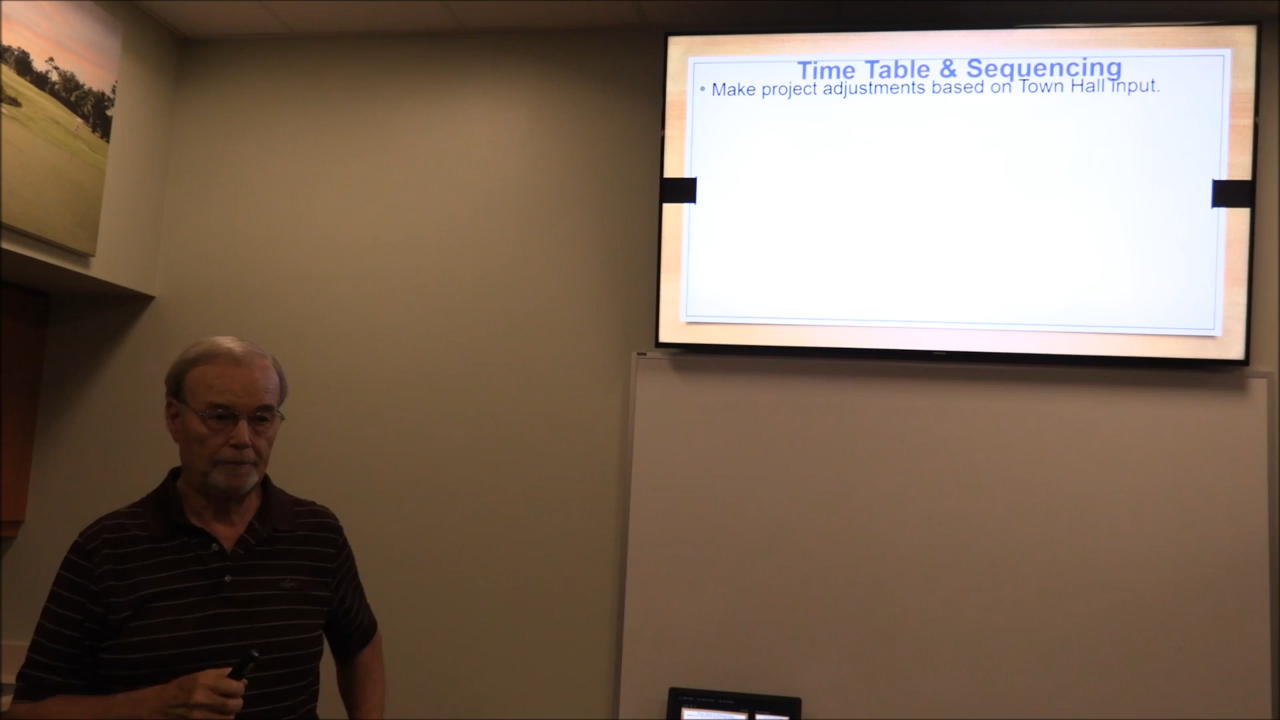 Time Table & Sequencing
• Make project adjustments based on Town Hall input.